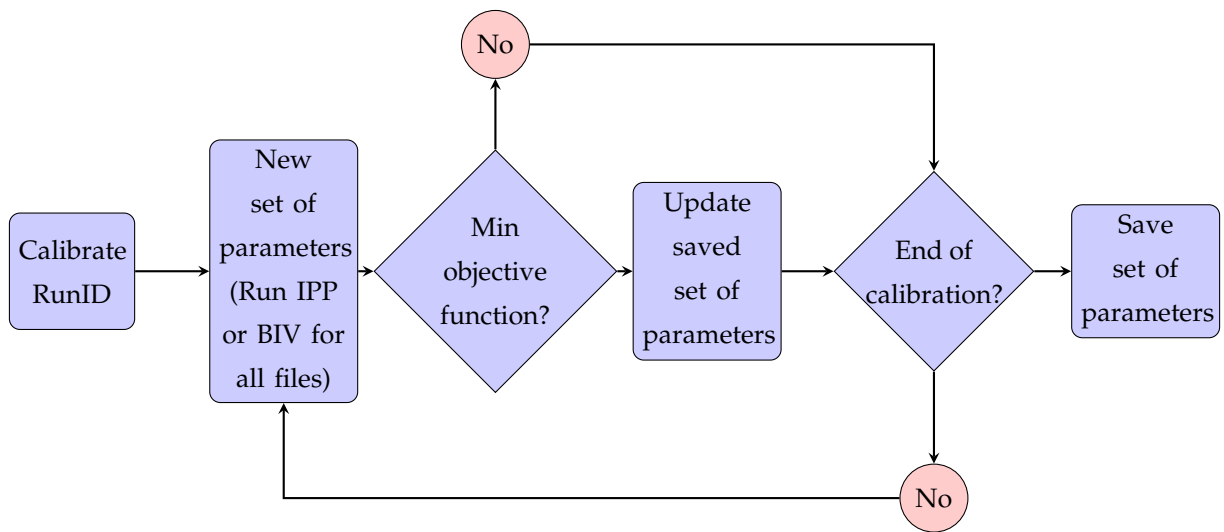 No
Calibrate
RunID
New
set of
parameters
(Run IPP
or BIV for
all files)
Min
objective
function?
Update
saved
set of
parameters
End of
calibration?
Save
set of
parameters
No